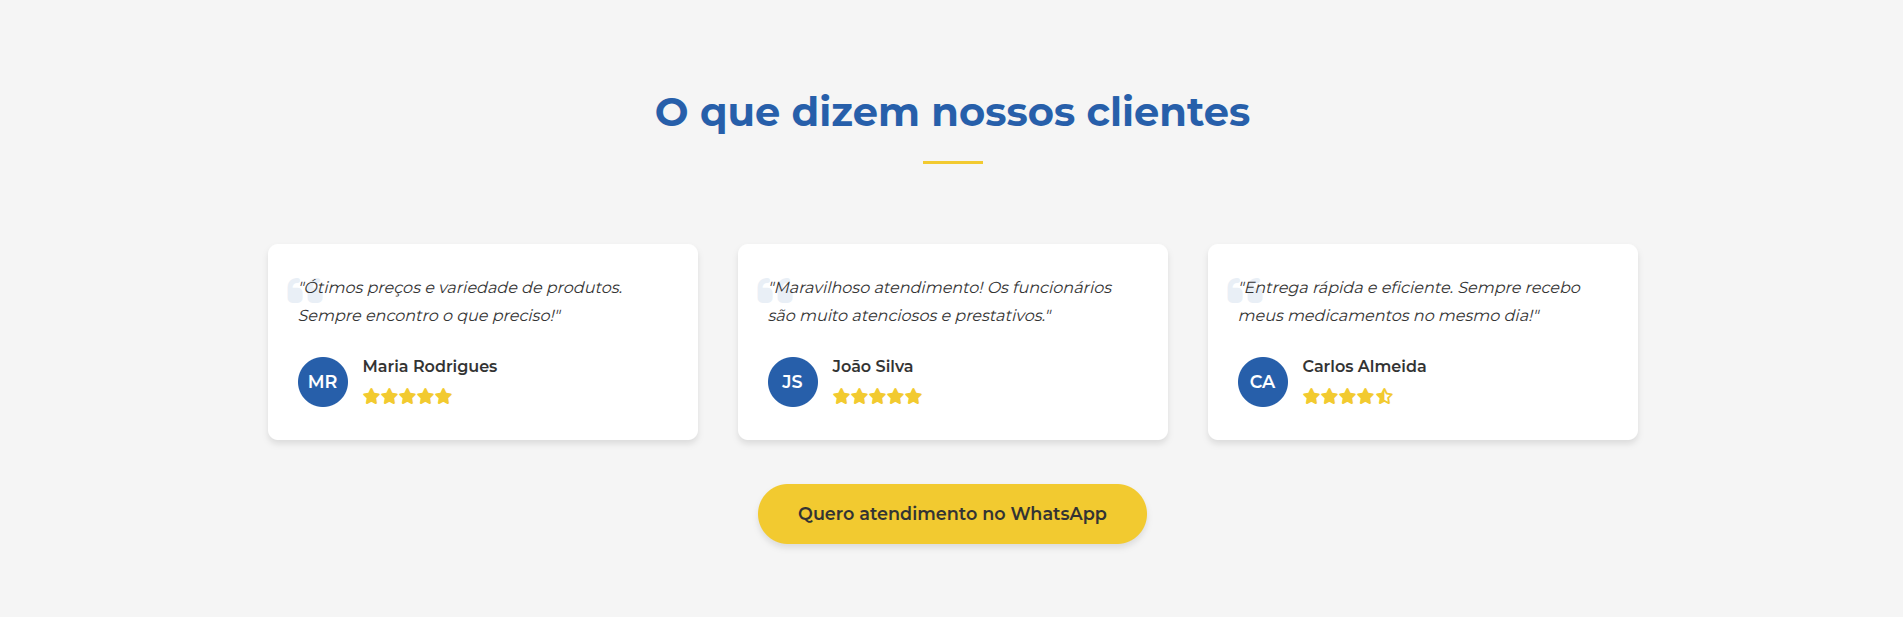 O que dizem nossos clientes
"Ótimos preços e variedade de produtos.
Sempre encontro o que preciso!"
MR
Maria Rodrigues
"Maravilhoso atendimento! Os funcionários
são muito atenciosos e prestativos."
JS
João Silva
"Entrega rápida e eficiente. Sempre recebo
meus medicamentos no mesmo dia!"
CA
Carlos Almeida
Quero atendimento no WhatsApp